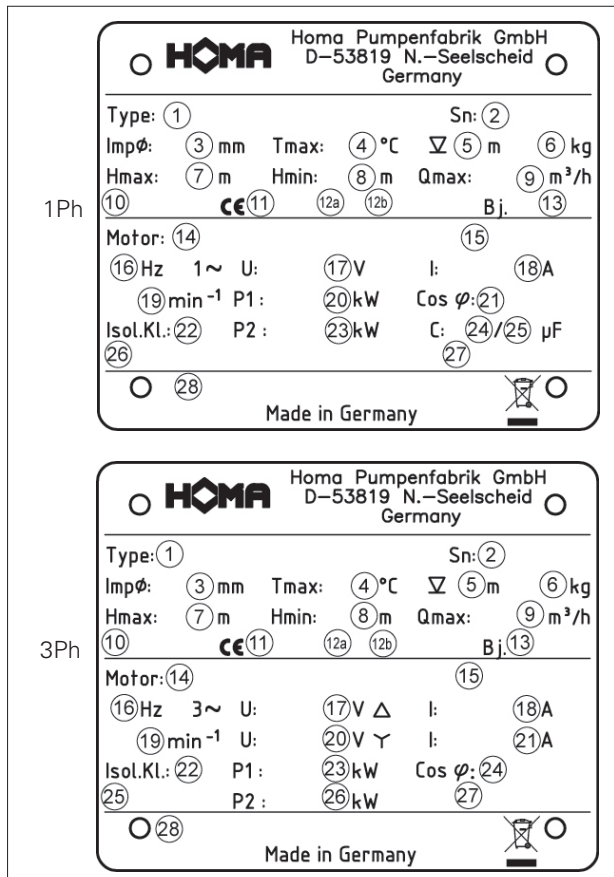 HOMA Homa Pumpenfabrik GmbH
D-53819 N.-Seelscheid
Germany
Type: 1 Sn: 2
ImpØ: 3 mm Tmax: 4 °C ∇ 5 m 6 kg
Hmax: 7 m Hmin: 8 m Qmax: 9 m³/h
10 CE 11 12a 12b Bj. 13
1Ph
Motor: 14 15
16 Hz 1~ U: 17 V I: 18 A
19 min⁻¹ P1: 20 kW Cos φ: 21
Isol.Kl.: 22 P2: 23 kW C: 24/25 µF
26 27
28
Made in Germany
HOMA Homa Pumpenfabrik GmbH
D-53819 N.-Seelscheid
Germany
Type: 1 Sn: 2
ImpØ: 3 mm Tmax: 4 °C ∇ 5 m 6 kg
Hmax: 7 m Hmin: 8 m Qmax: 9 m³/h
10 CE 11 12a 12b Bj. 13
3Ph
Motor: 14 15
16 Hz 3~ U: 17 V △ I: 18 A
19 min⁻¹ U: 20 V Y I: 21 A
Isol.Kl.: 22 P1: 23 kW Cos φ: 24
25 P2: 26 kW 27
28
Made in Germany